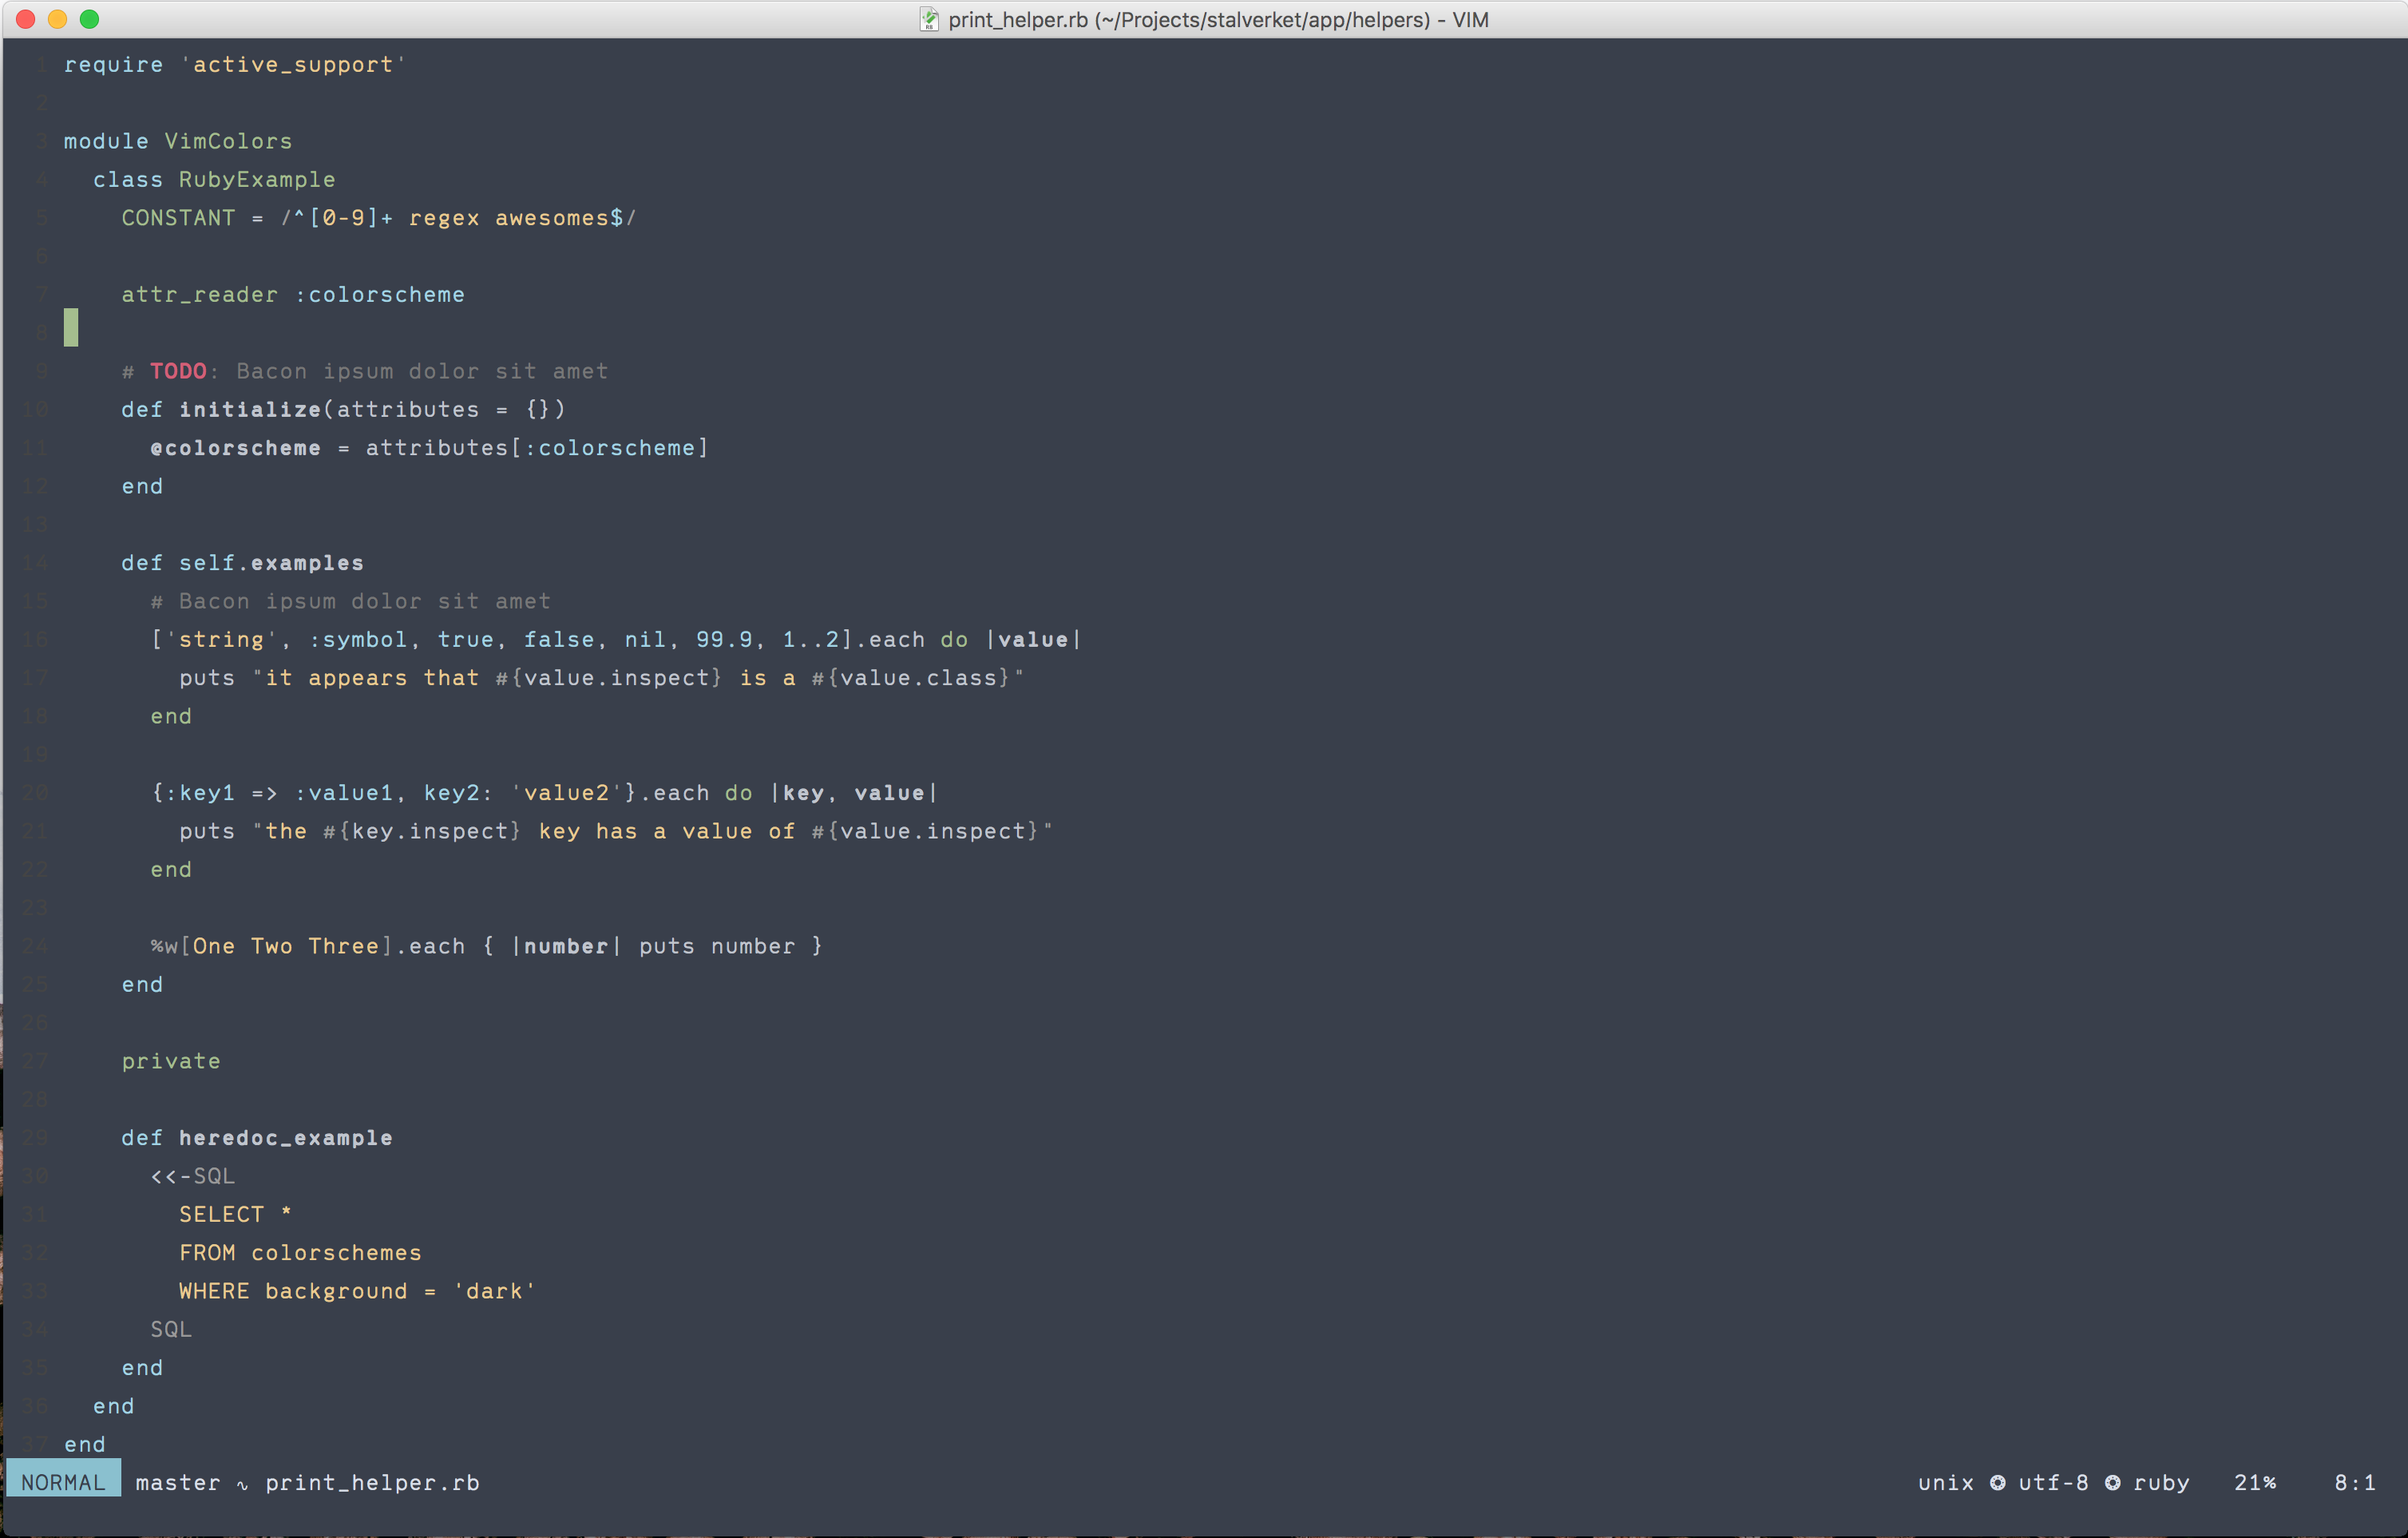 print_helper.rb (~/Projects/stalverket/app/helpers) - VIM
1 require 'active_support'
2
3 module VimColors
4   class RubyExample
5     CONSTANT = /^[0-9]+ regex awesomes$/
6
7     attr_reader :colorscheme
8
9     # TODO: Bacon ipsum dolor sit amet
10     def initialize(attributes = {})
11       @colorscheme = attributes[:colorscheme]
12     end
13
14     def self.examples
15       # Bacon ipsum dolor sit amet
16       ['string', :symbol, true, false, nil, 99.9, 1..2].each do |value|
17         puts "it appears that #{value.inspect} is a #{value.class}"
18       end
19
20       {:key1 => :value1, key2: 'value2'}.each do |key, value|
21         puts "the #{key.inspect} key has a value of #{value.inspect}"
22       end
23
24       %w[One Two Three].each { |number| puts number }
25     end
26
27     private
28
29     def heredoc_example
30       <<-SQL
31         SELECT *
32         FROM colorschemes
33         WHERE background = 'dark'
34       SQL
35     end
36   end
37 end
NORMAL master ∿ print_helper.rb unix ❂ utf-8 ❂ ruby 21% 8:1